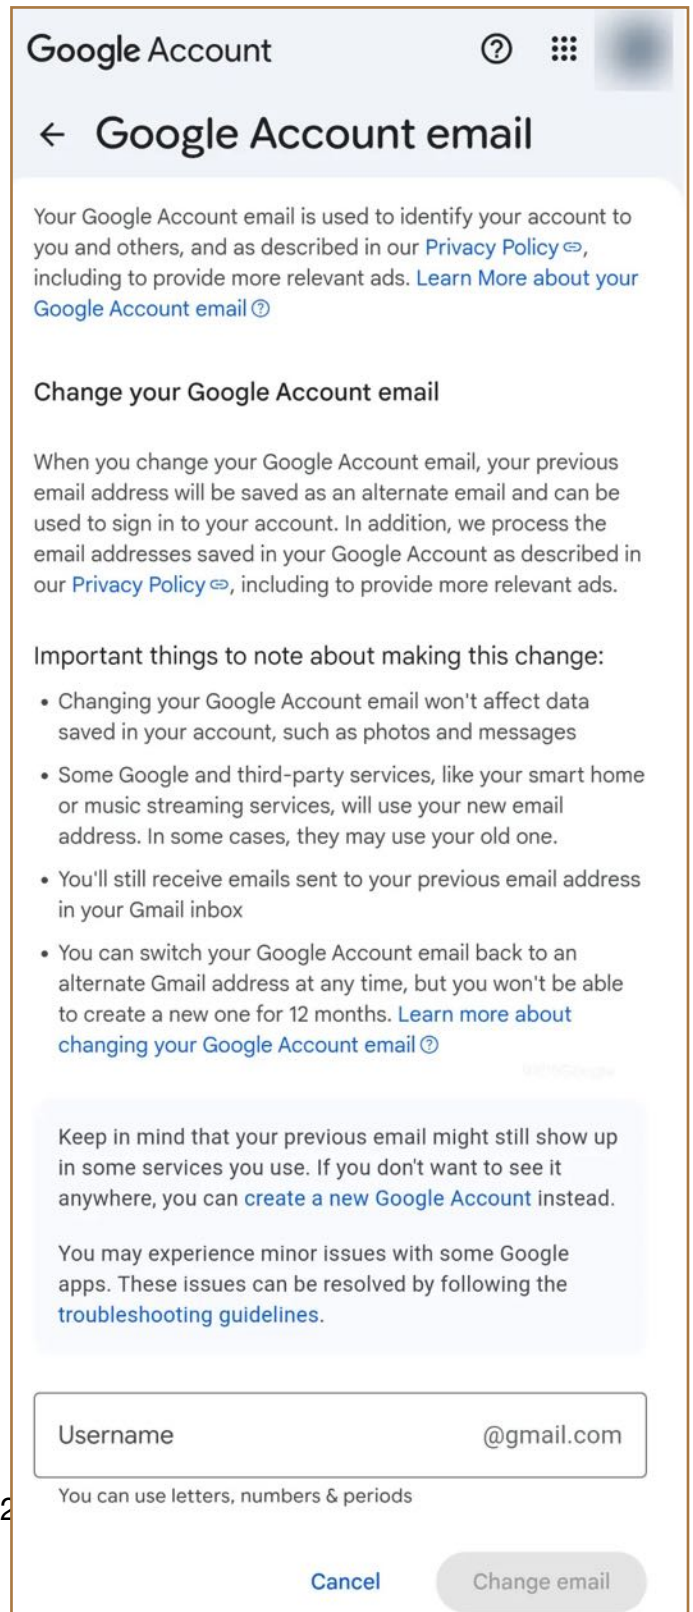 Google Account
← Google Account email
Your Google Account email is used to identify your account to
you and others, and as described in our Privacy Policy,
including to provide more relevant ads. Learn More about your
Google Account email
Change your Google Account email
When you change your Google Account email, your previous
email address will be saved as an alternate email and can be
used to sign in to your account. In addition, we process the
email addresses saved in your Google Account as described in
our Privacy Policy, including to provide more relevant ads.
Important things to note about making this change:
• Changing your Google Account email won't affect data
saved in your account, such as photos and messages
• Some Google and third-party services, like your smart home
or music streaming services, will use your new email
address. In some cases, they may use your old one.
• You'll still receive emails sent to your previous email address
in your Gmail inbox
• You can switch your Google Account email back to an
alternate Gmail address at any time, but you won't be able
to create a new one for 12 months. Learn more about
changing your Google Account email
Keep in mind that your previous email might still show up
in some services you use. If you don't want to see it
anywhere, you can create a new Google Account instead.
You may experience minor issues with some Google
apps. These issues can be resolved by following the
troubleshooting guidelines.
Username @gmail.com
You can use letters, numbers & periods
2
Cancel Change email